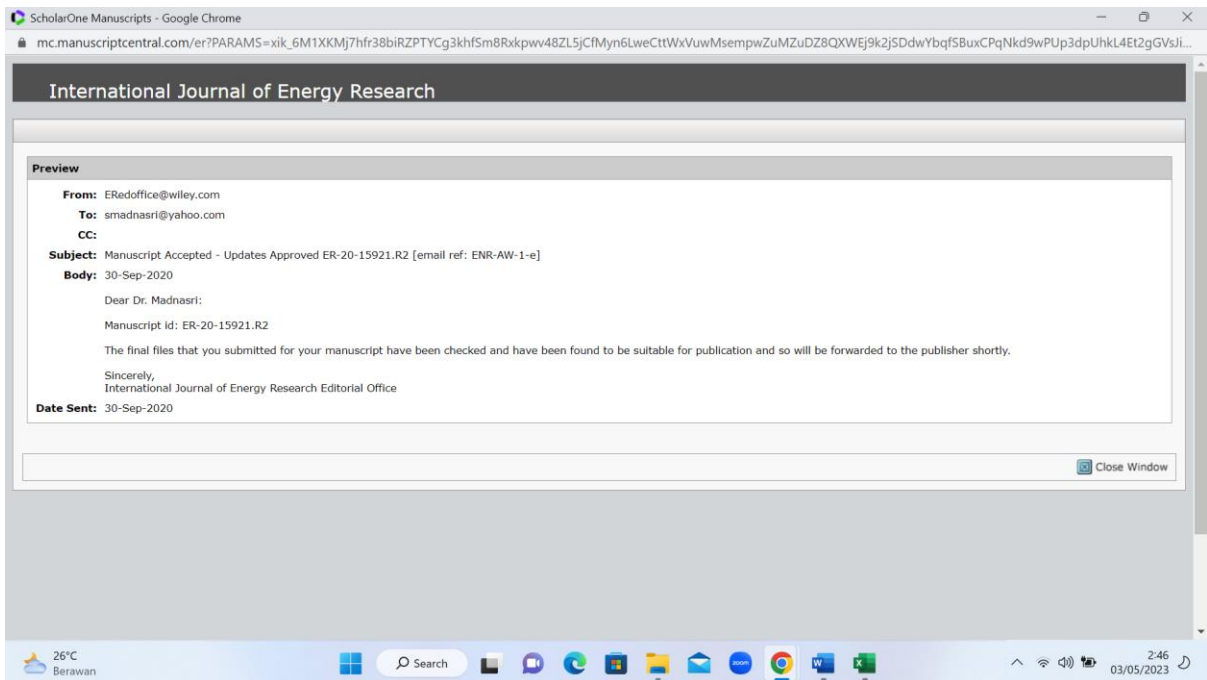 ScholarOne Manuscripts - Google Chrome
mc.manuscriptcentral.com/er?PARAMS=xik_6M1XKMj7hfr38biRZPTYCg3khfSm8Rxkpwv48ZL5jCfMyn6LweCttWxVuwMsempwZuMZuDZ8QXWEj9k2jSDdwYbqfSBuxCPqNkd9wPUp3dpUhkL4Et2gGVsJi...
International Journal of Energy Research
Preview
From: ERedoffice@wiley.com
To: smadnasri@yahoo.com
CC:
Subject: Manuscript Accepted - Updates Approved ER-20-15921.R2 [email ref: ENR-AW-1-e]
Body: 30-Sep-2020
Dear Dr. Madnasri:
Manuscript id: ER-20-15921.R2
The final files that you submitted for your manuscript have been checked and have been found to be suitable for publication and so will be forwarded to the publisher shortly.
Sincerely,
International Journal of Energy Research Editorial Office
Date Sent: 30-Sep-2020
Close Window
26°C
Berawan
Search
zoom
2:46
03/05/2023